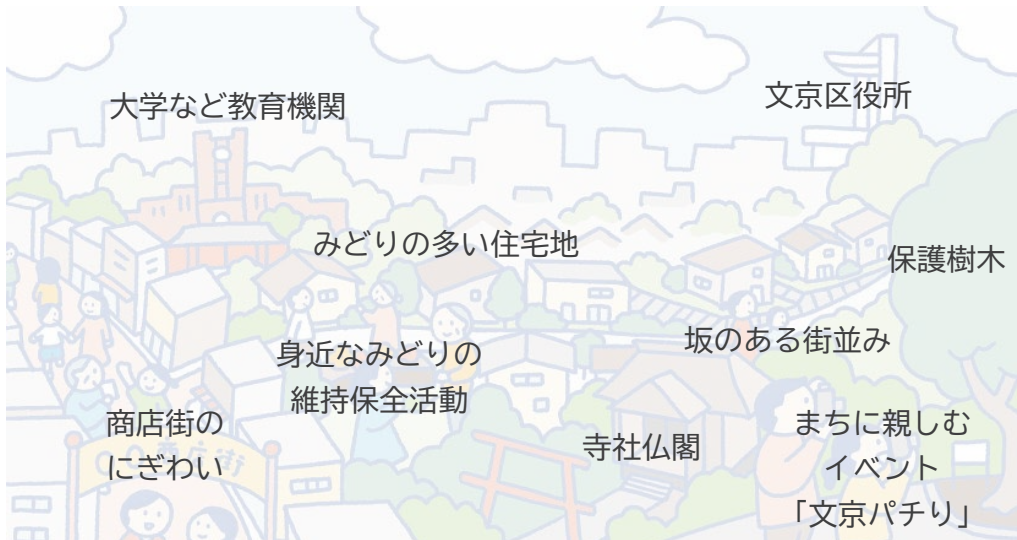 大学など教育機関
文京区役所
みどりの多い住宅地
保護樹木
坂のある街並み
身近なみどりの
維持保全活動
商店街の
にぎわい
寺社仏閣
まちに親しむ
イベント
「文京パチり」